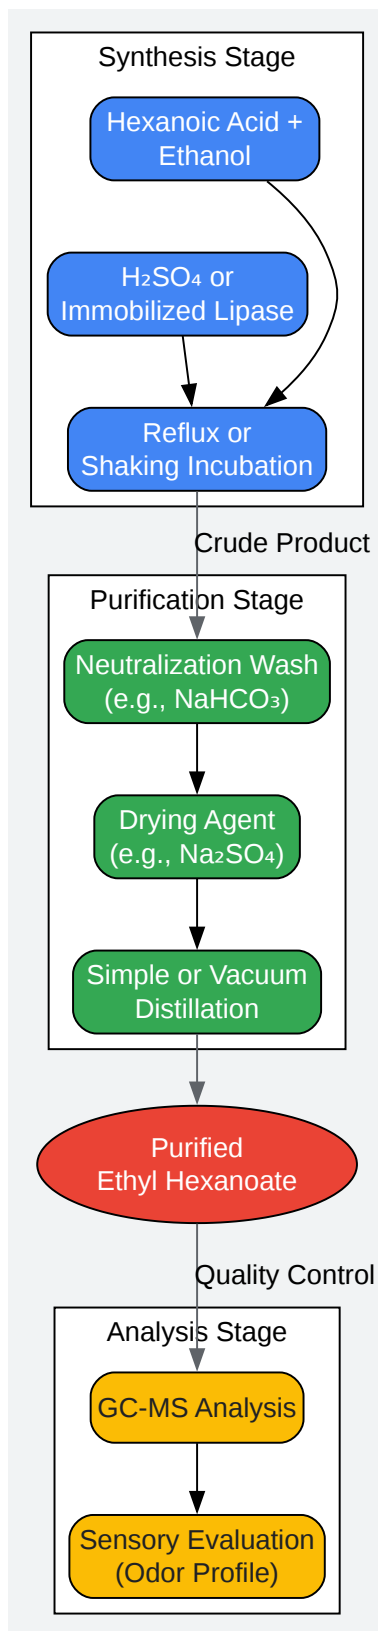 Synthesis Stage
Hexanoic Acid +
Ethanol
H₂SO₄ or
Immobilized Lipase
Reflux or
Shaking Incubation
Crude Product
Purification Stage
Neutralization Wash
(e.g., NaHCO₃)
Drying Agent
(e.g., Na₂SO₄)
Simple or Vacuum
Distillation
Purified
Ethyl Hexanoate
Quality Control
Analysis Stage
GC-MS Analysis
Sensory Evaluation
(Odor Profile)